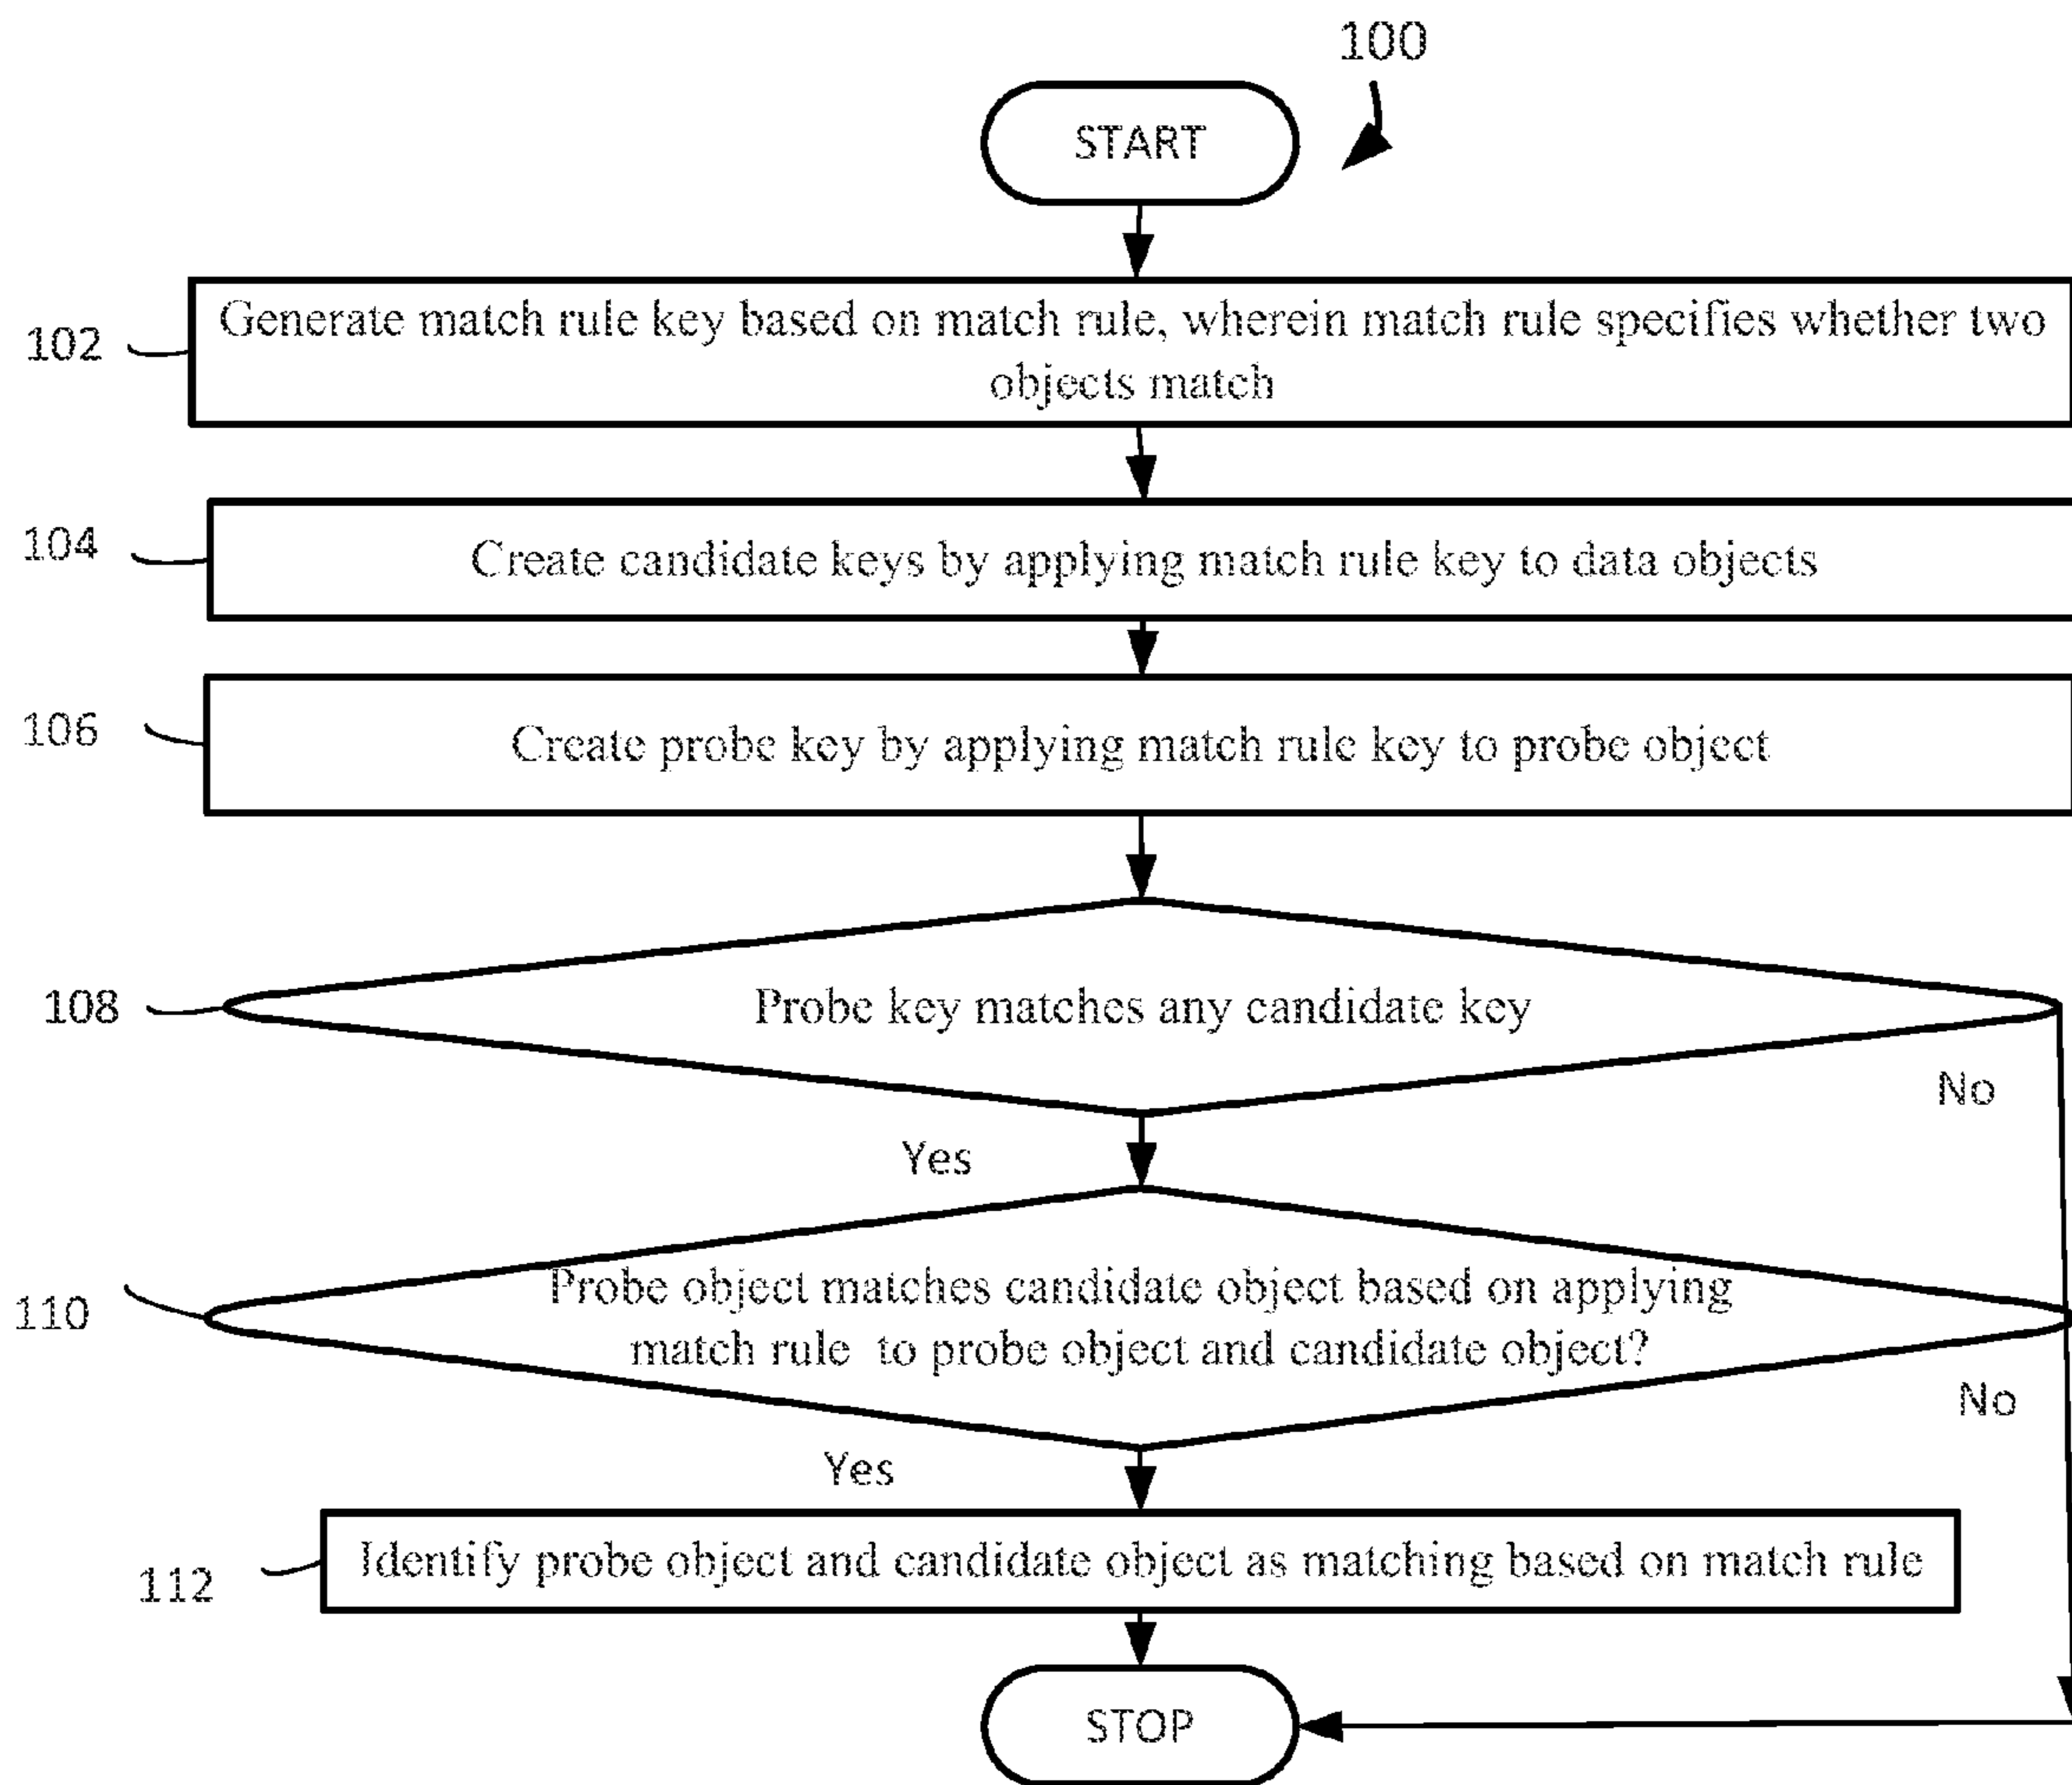 100
START
102
Generate match rule key based on match rule, wherein match rule specifies whether two
objects match
104
Create candidate keys by applying match rule key to data objects
106
Create probe key by applying match rule key to probe object
108
Probe key matches any candidate key
No
Yes
110
Probe object matches candidate object based on applying
match rule to probe object and candidate object?
No
Yes
112
Identify probe object and candidate object as matching based on match rule
STOP